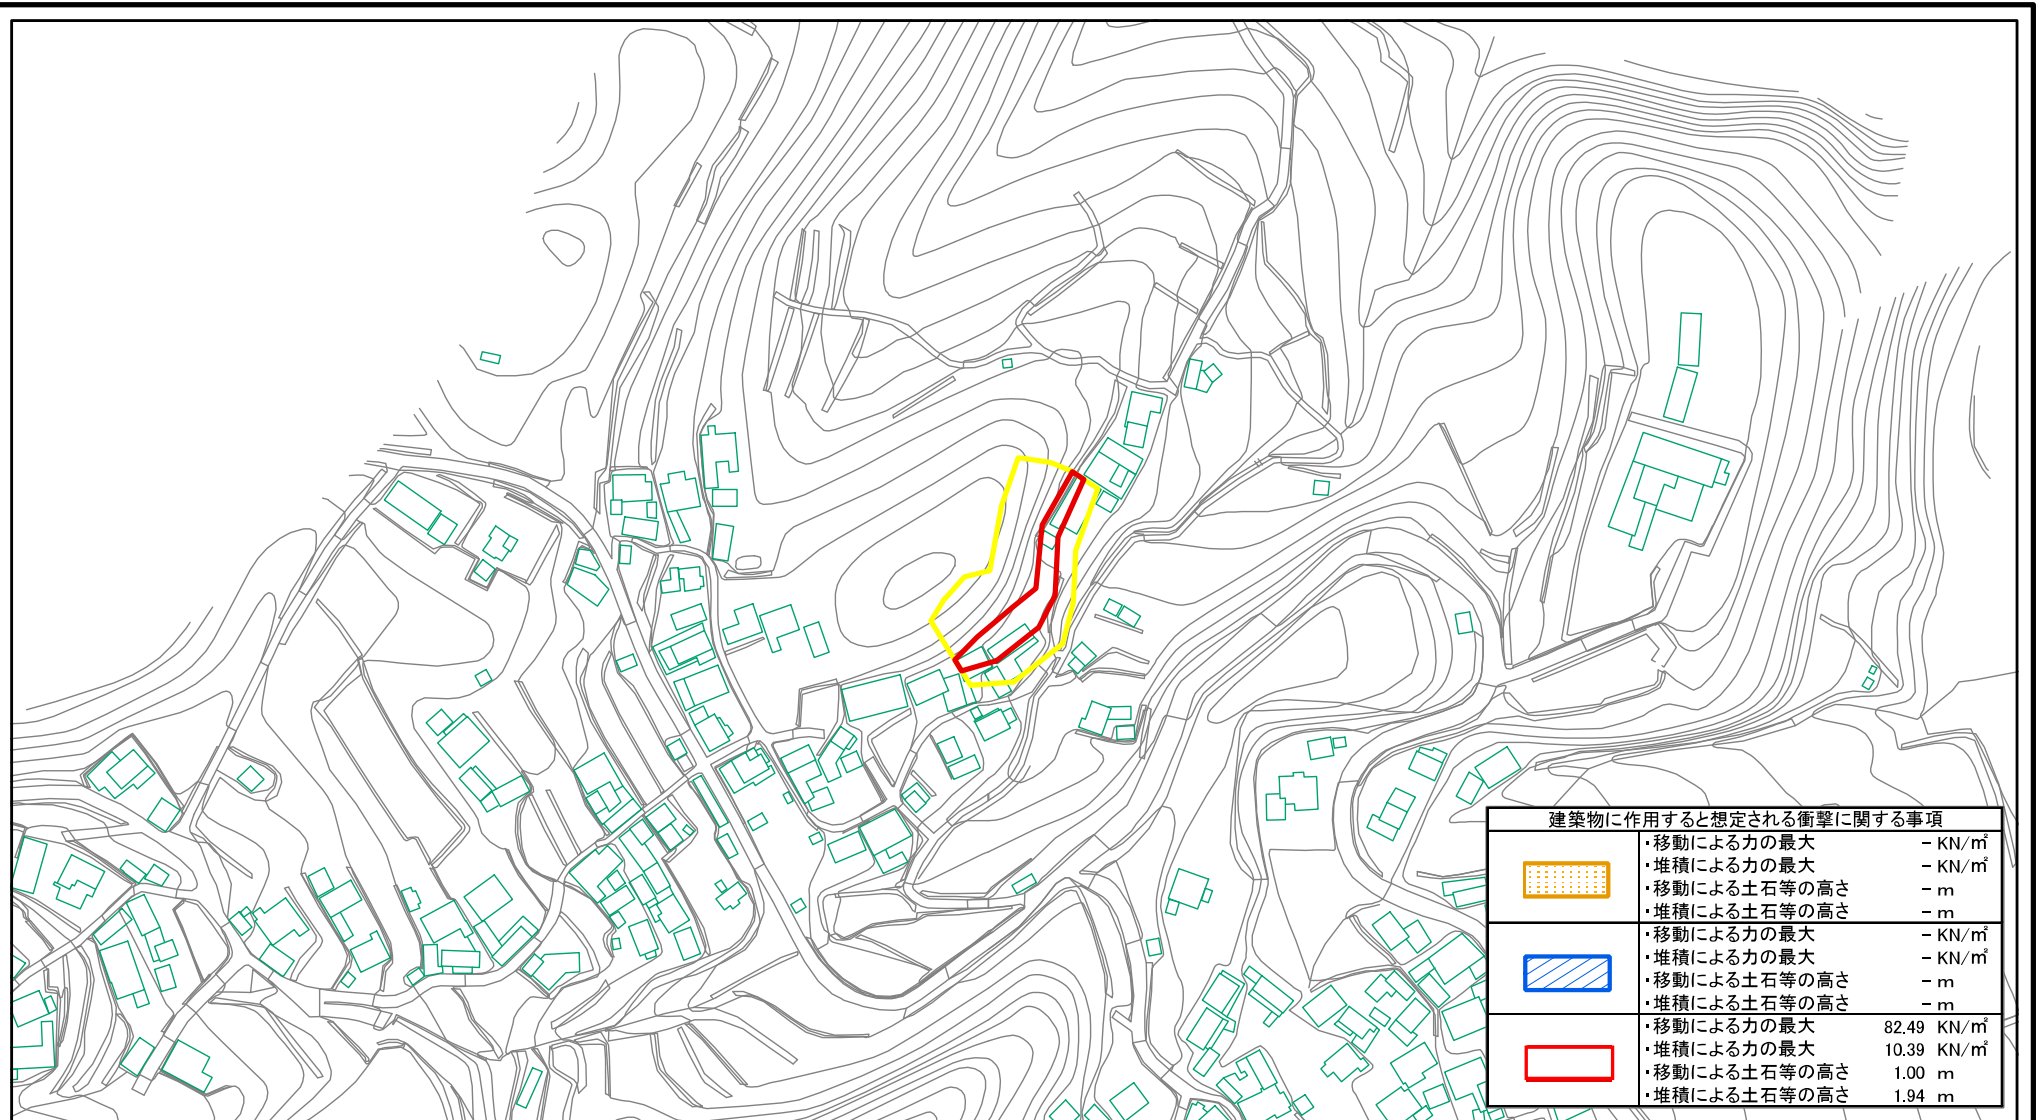 建築物に作用すると想定される衝撃に関する事項
・移動による力の最大 － KN/㎡
・堆積による力の最大 － KN/㎡
・移動による土石等の高さ － m
・堆積による土石等の高さ － m
・移動による力の最大 － KN/㎡
・堆積による力の最大 － KN/㎡
・移動による土石等の高さ － m
・堆積による土石等の高さ － m
・移動による力の最大 82.49 KN/㎡
・堆積による力の最大 10.39 KN/㎡
・移動による土石等の高さ 1.00 m
・堆積による土石等の高さ 1.94 m